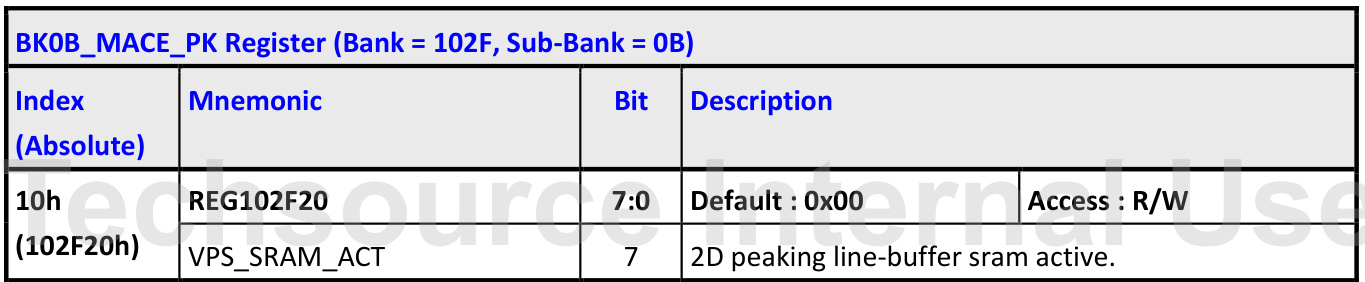 BK0B_MACE_PK Register (Bank = 102F, Sub-Bank = 0B)
Index (Absolute) Mnemonic Bit Description
10h (102F20h) REG102F20 7:0 Default : 0x00 Access : R/W
VPS_SRAM_ACT 7 2D peaking line-buffer sram active.
Techsource Internal Use